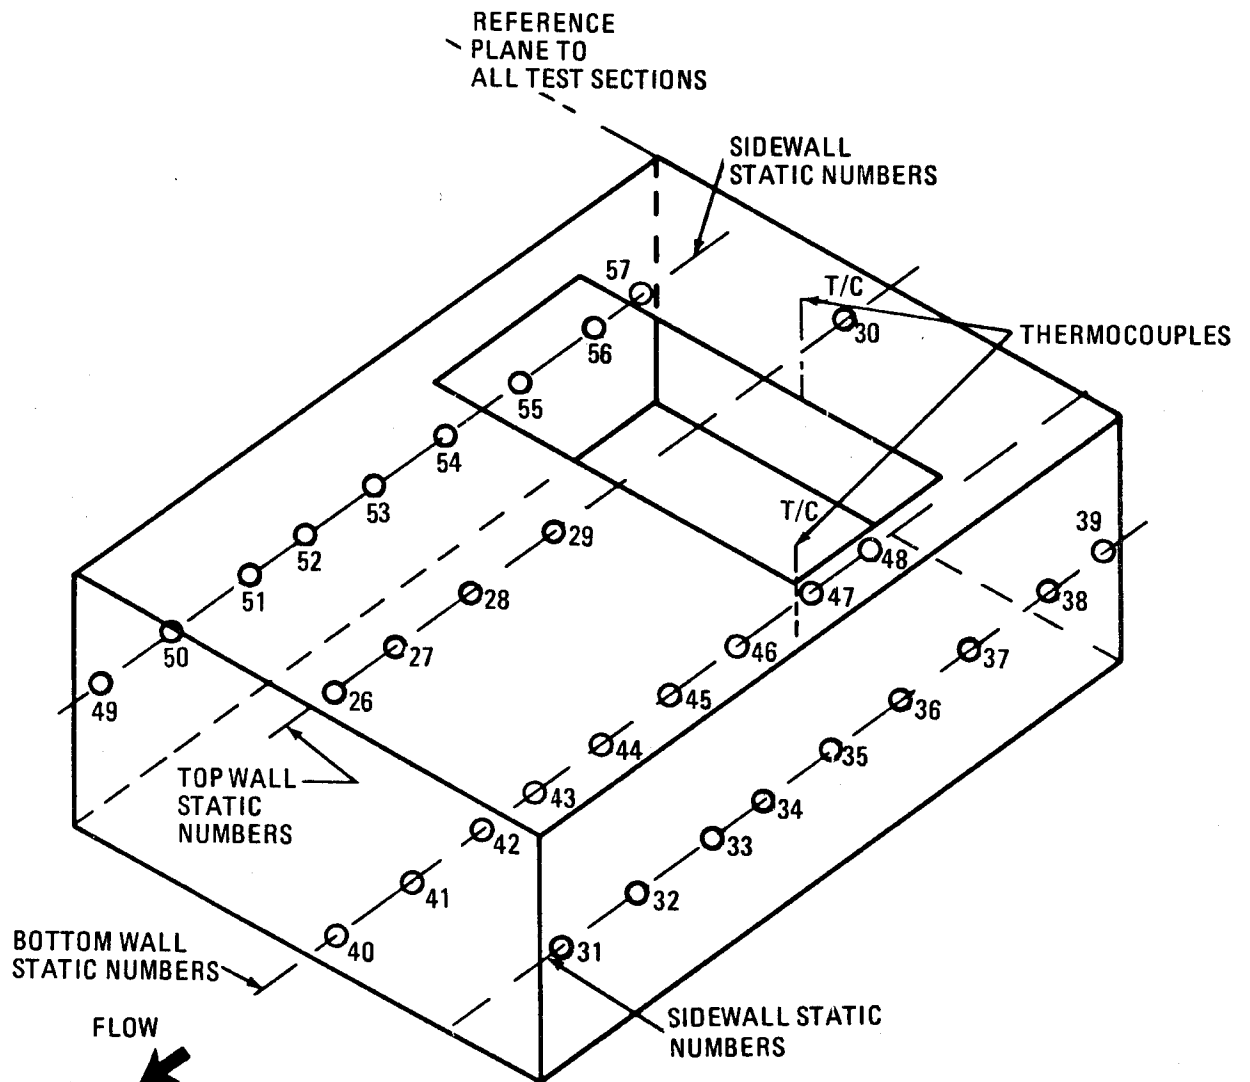 REFERENCE
PLANE TO
ALL TEST SECTIONS
SIDEWALL
STATIC NUMBERS
57
T/C
30
THERMOCOUPLES
56
55
54
53
T/C
39
52
29
48
51
28
47
38
50
27
46
37
49
26
45
36
44
35
TOP WALL
STATIC
NUMBERS
43
34
42
33
41
32
BOTTOM WALL
STATIC NUMBERS
40
31
FLOW
SIDEWALL STATIC
NUMBERS